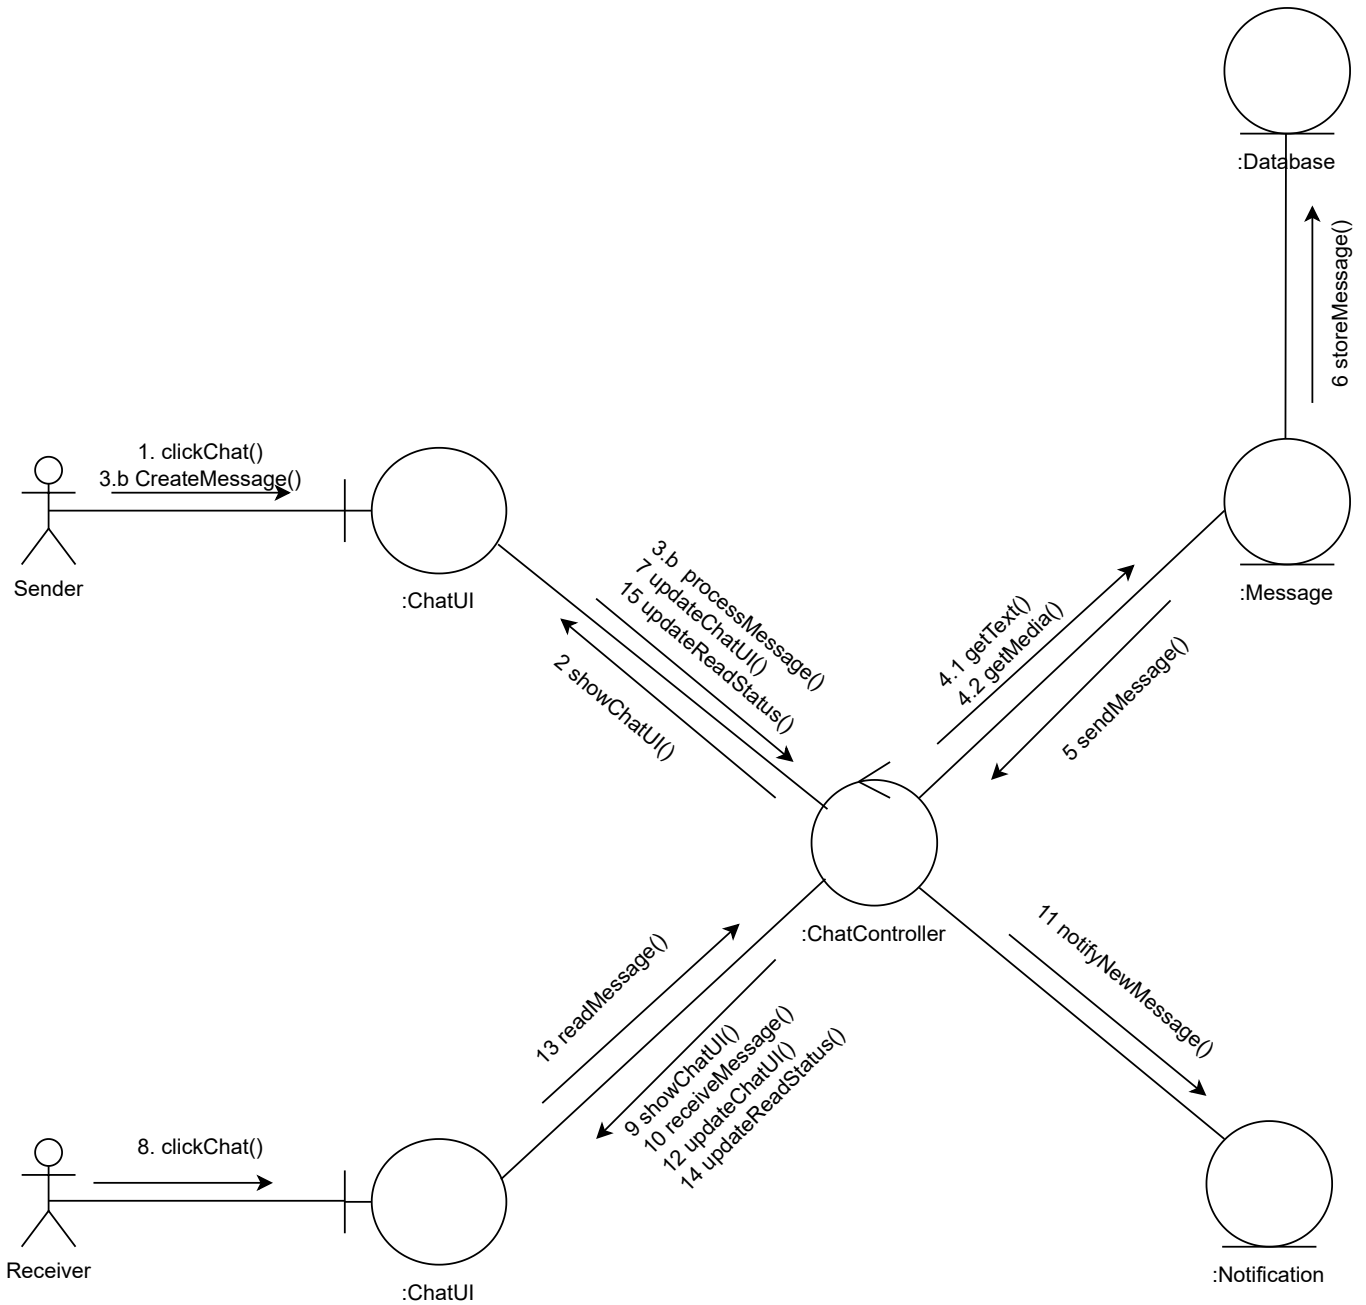 :Database
6 storeMessage()
1. clickChat()
3.b CreateMessage()
Sender
:ChatUI
3.b  processMessage()
7 updateChatUI()
15 updateReadStatus()
2 showChatUI()
4.1 getText()
4.2 getMedia()
5 sendMessage()
:Message
:ChatController
13 readMessage()
9 showChatUI()
10 receiveMessage()
12 updateChatUI()
14 updateReadStatus()
11 notifyNewMessage()
8. clickChat()
Receiver
:ChatUI
:Notification